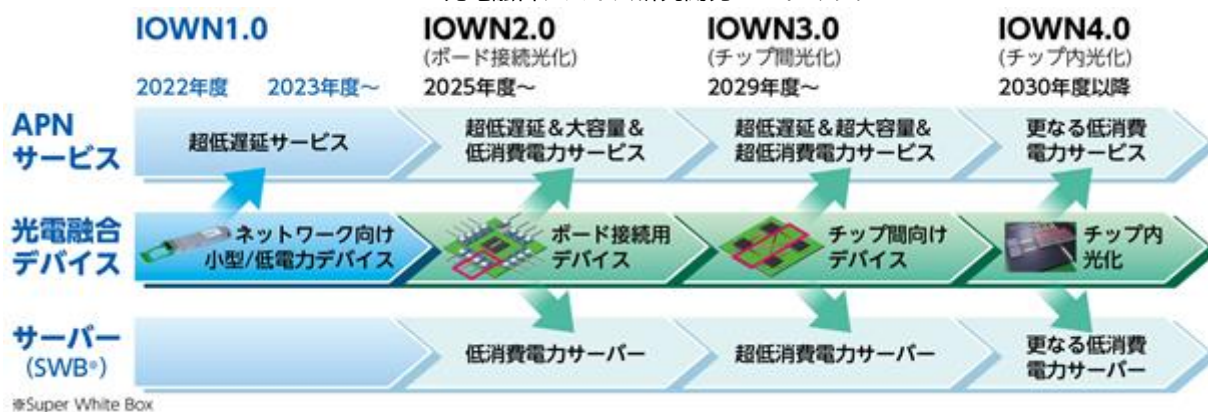 IOWN1.0
IOWN2.0
(ボード接続光化)
IOWN3.0
(チップ間光化)
IOWN4.0
(チップ内光化)
2022年度 2023年度～
2025年度～
2029年度～
2030年度以降
APN
サービス
超低遅延サービス
超低遅延&大容量&
低消費電力サービス
超低遅延&超大容量&
超低消費電力サービス
更なる低消費
電力サービス
光電融合
デバイス
ネットワーク向け
小型/低電力デバイス
ボード接続用
デバイス
チップ間向け
デバイス
チップ内
光化
サーバー
(SWB※)
低消費電力サーバー
超低消費電力サーバー
更なる低消費
電力サーバー
※Super White Box